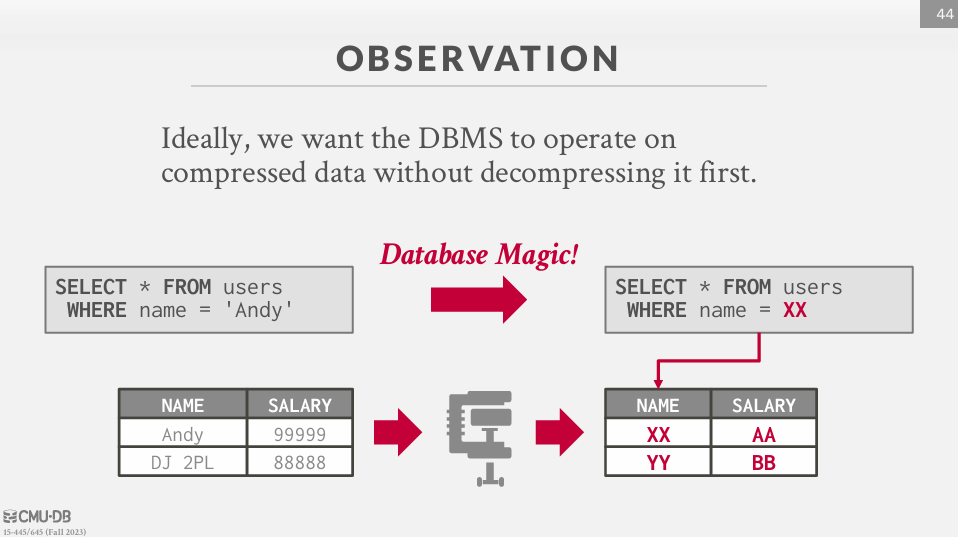 44
OBSERVATION
Ideally, we want the DBMS to operate on
compressed data without decompressing it first.
Database Magic!
SELECT * FROM users
WHERE name = 'Andy'
SELECT * FROM users
WHERE name = XX
NAME SALARY
Andy 99999
DJ 2PL 88888
NAME SALARY
XX AA
YY BB
CMU·DB
15-445/645 (Fall 2023)